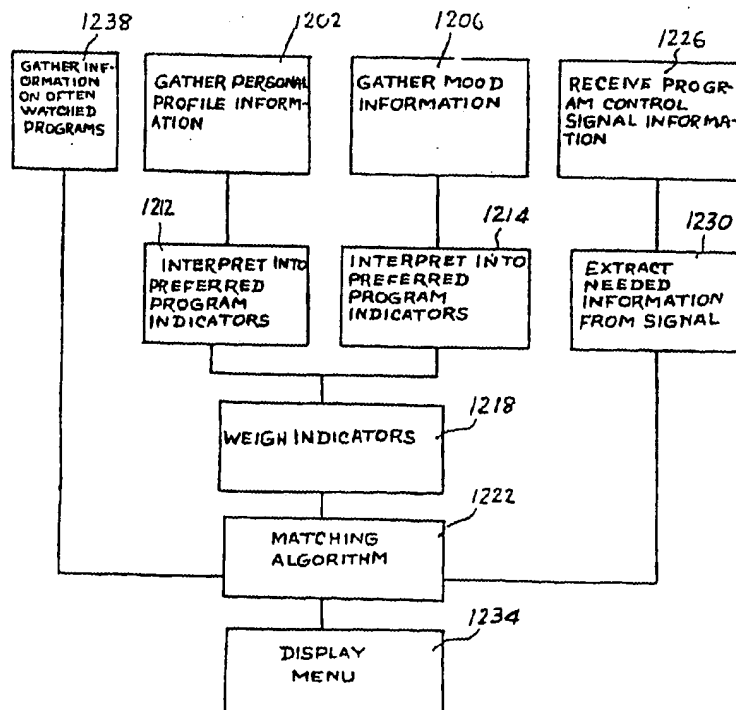 1238
1202
1206
1226
GATHER INF-
ORMATION
ON OFTEN
WATCHED
PROGRAMS
GATHER PERSONAL
PROFILE INFORM-
ATION
GATHER MOOD
INFORMATION
RECEIVE PROGR-
AM CONTROL
SIGNAL INFORMA-
TION
1212
1214
1230
INTERPRET INTO
PREFERRED
PROGRAM
INDICATORS
INTERPRET INTO
PREFERRED
PROGRAM
INDICATORS
EXTRACT
NEEDED
INFORMATION
FROM SIGNAL
1218
WEIGH INDICATORS
1222
MATCHING
ALGORITHM
1234
DISPLAY
MENU